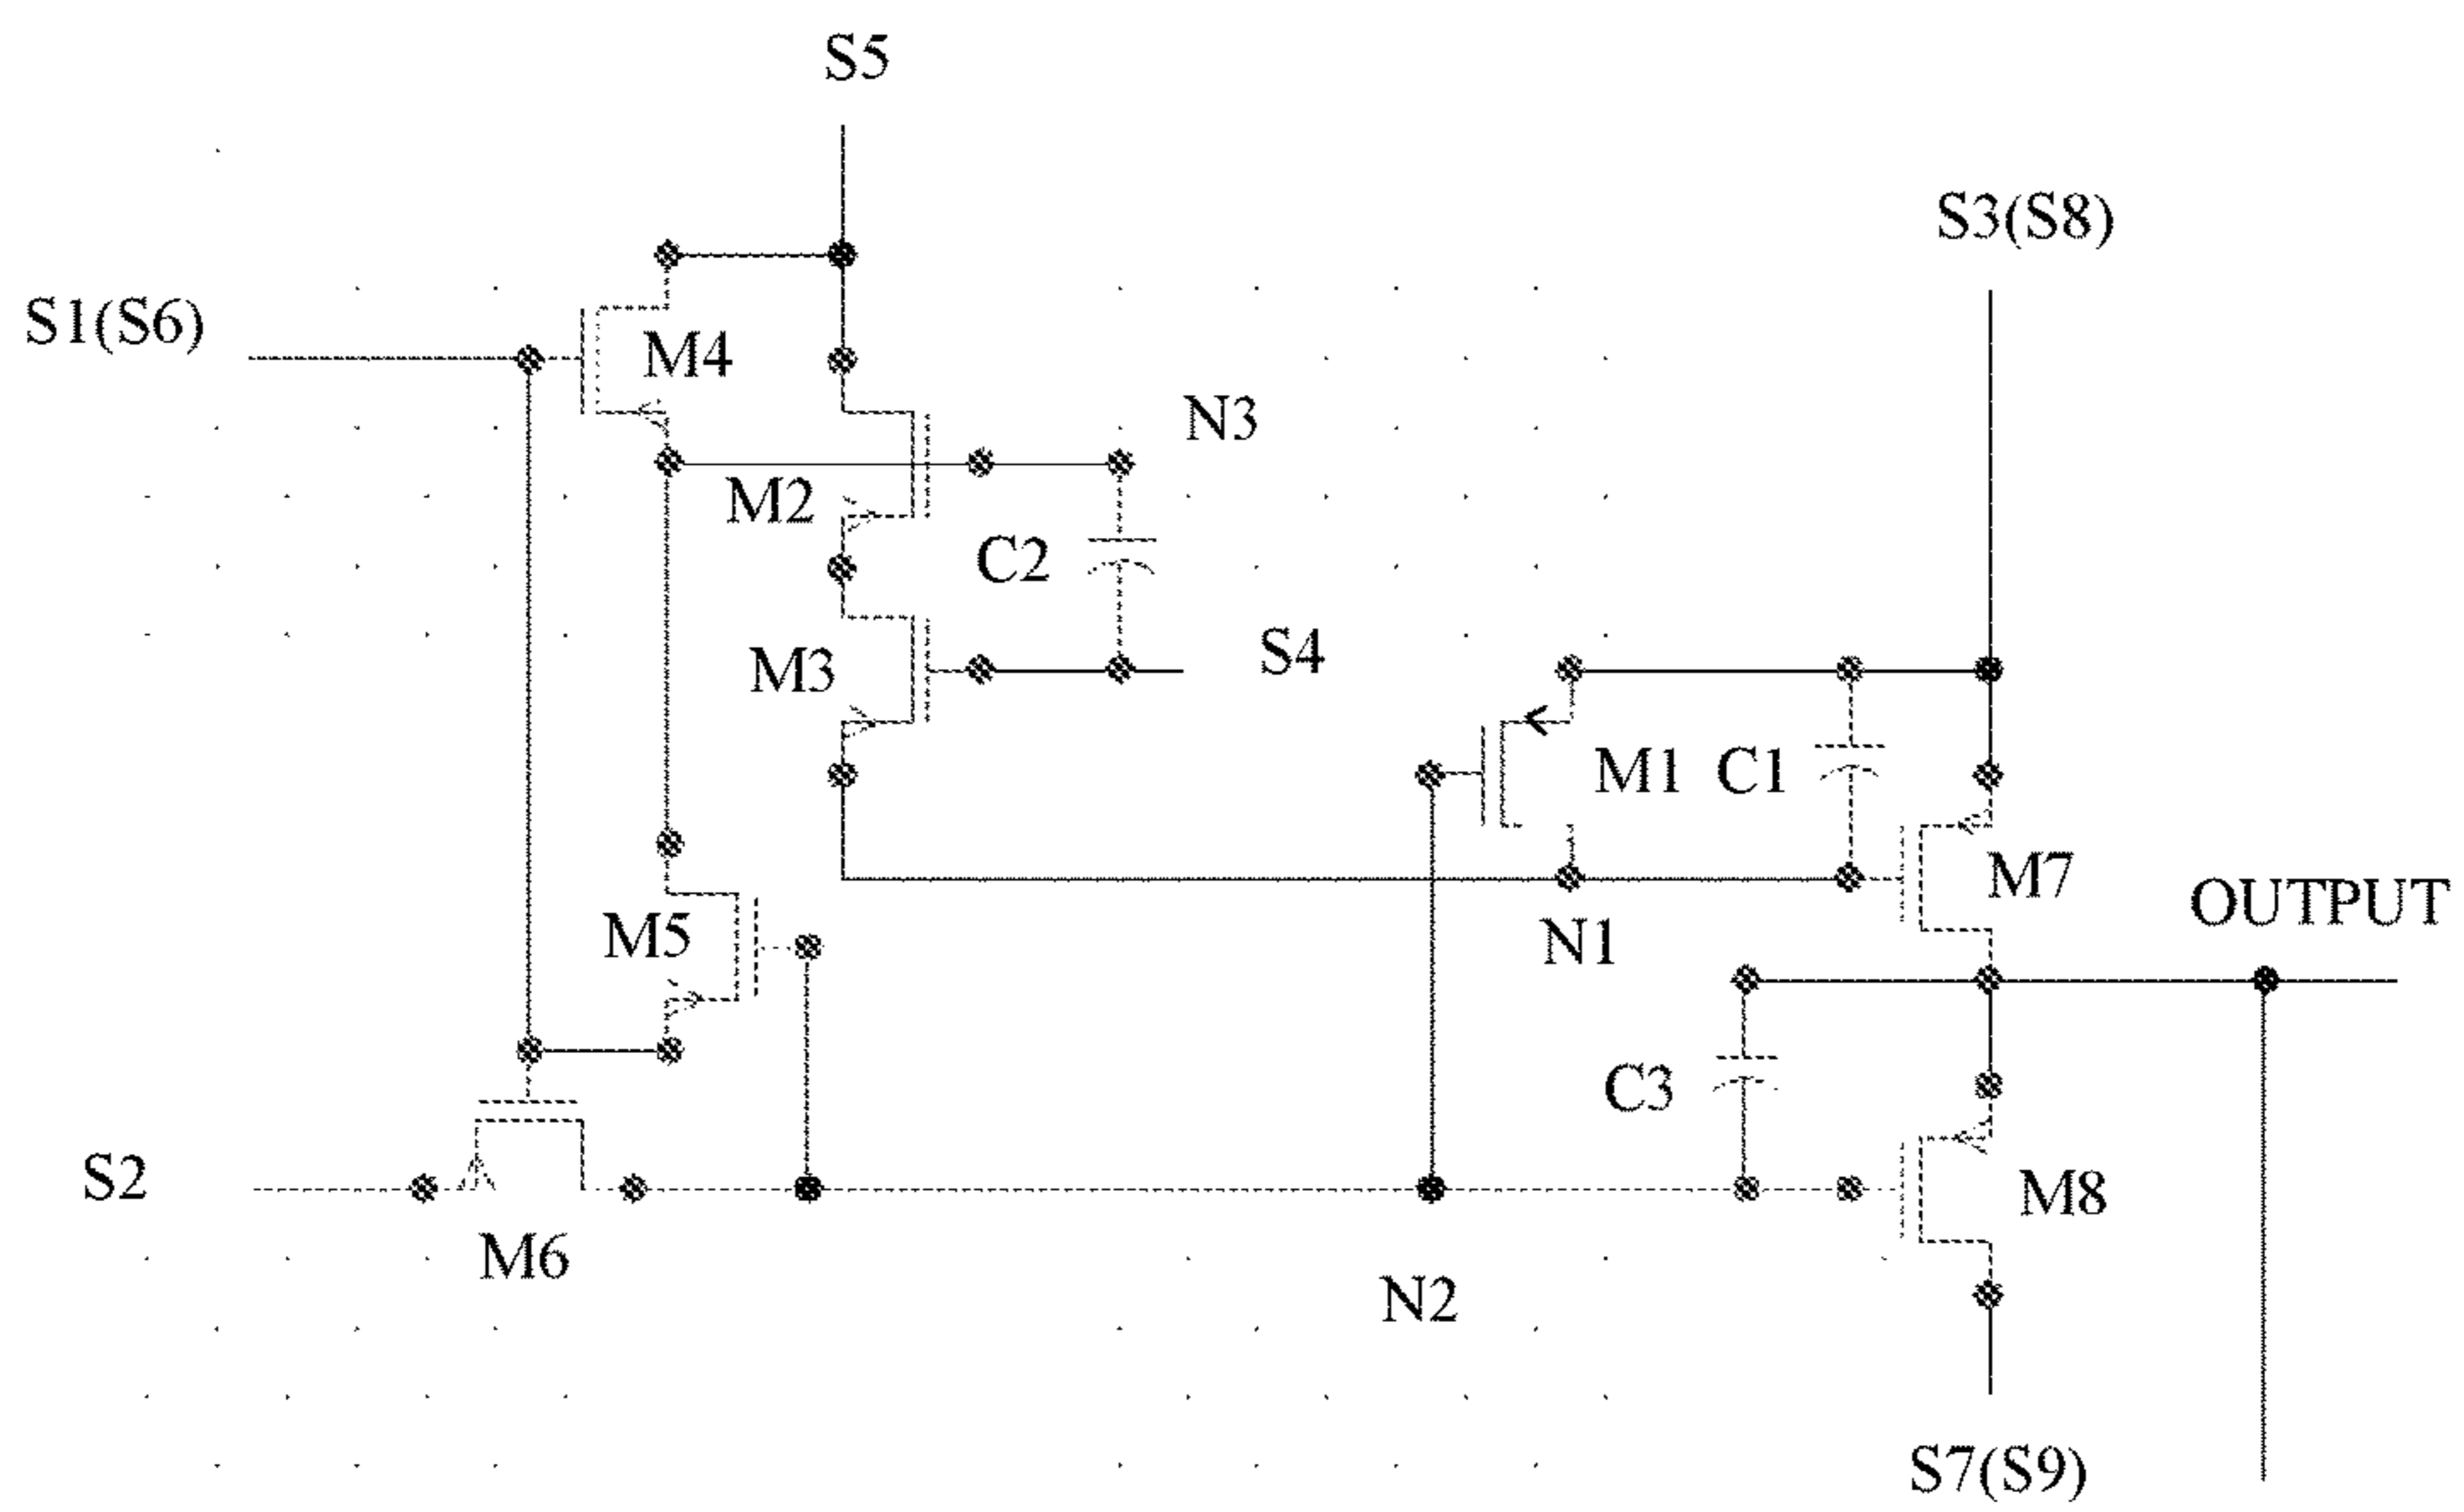 S5
S3(S8)
S1(S6)
M4
N3
M2
C2
S4
M3
M1
C1
M7
OUTPUT
M5
N1
C3
S2
M8
M6
N2
S7(S9)